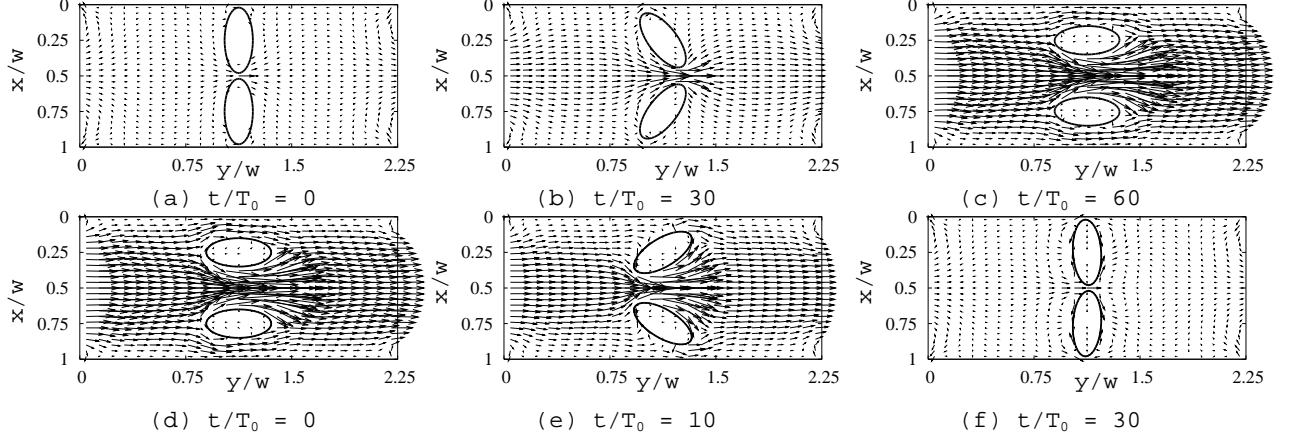 0
0.25
0.5
0.75
1
x/w
0 0.75 1.5 2.25
y/w
(a) t/T₀ = 0
0
0.25
0.5
0.75
1
x/w
0 0.75 1.5 2.25
y/w
(b) t/T₀ = 30
0
0.25
0.5
0.75
1
x/w
0 0.75 1.5 2.25
y/w
(c) t/T₀ = 60
0
0.25
0.5
0.75
1
x/w
0 0.75 1.5 2.25
y/w
(d) t/T₀ = 0
0
0.25
0.5
0.75
1
x/w
0 0.75 1.5 2.25
y/w
(e) t/T₀ = 10
0
0.25
0.5
0.75
1
x/w
0 0.75 1.5 2.25
y/w
(f) t/T₀ = 30